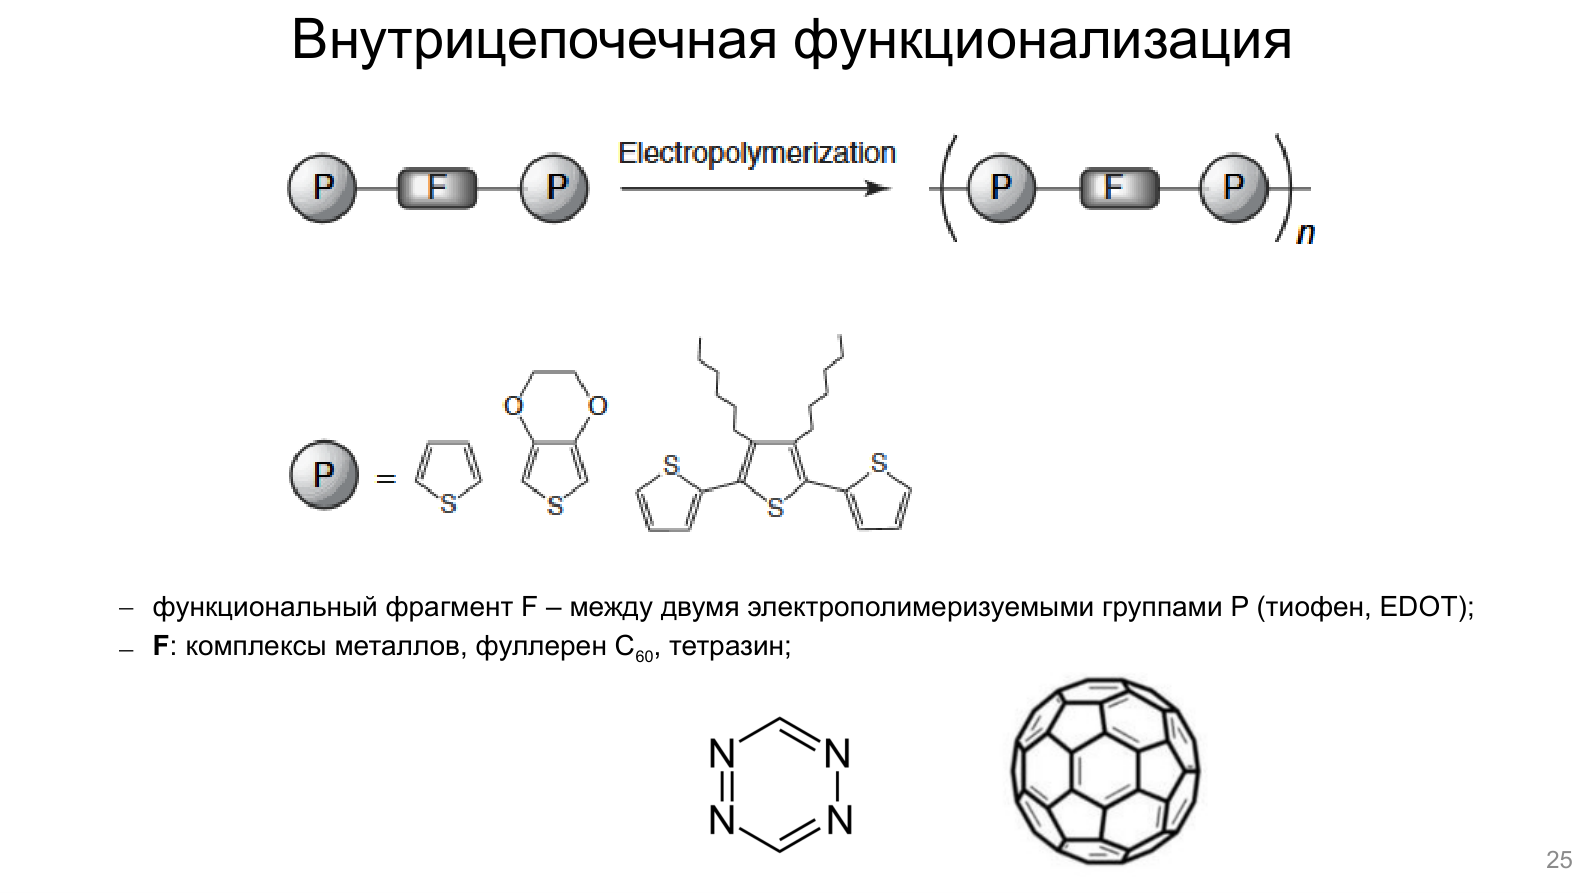 Внутрицепочечная функционализация
Electropolymerization
P F P P F P
n
O O
P = S S S S S
– функциональный фрагмент F – между двумя электрополимеризуемыми группами P (тиофен, EDOT);
– F: комплексы металлов, фуллерен C60, тетразин;
N N
N N
25